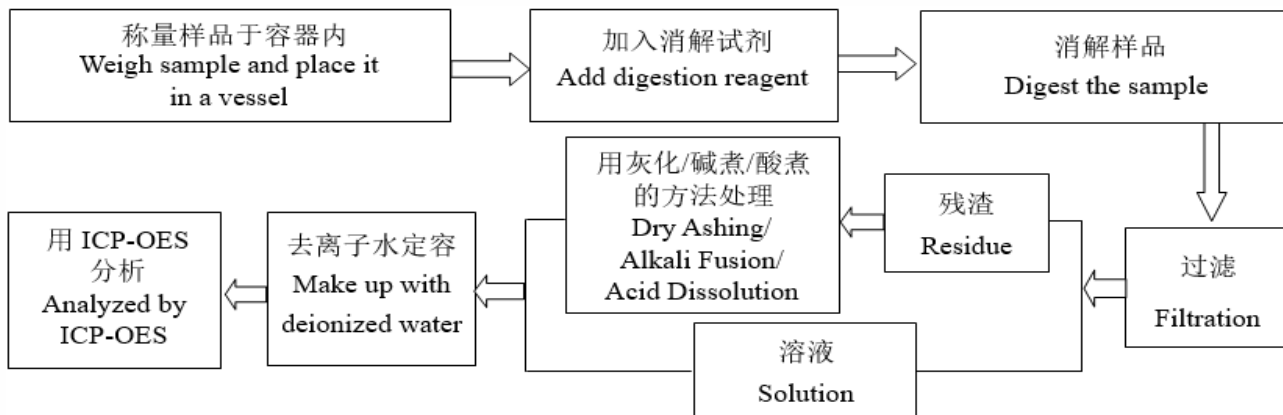 称量样品于容器内
Weigh sample and place it
in a vessel
加入消解试剂
Add digestion reagent
消解样品
Digest the sample
过滤
Filtration
残渣
Residue
用灰化/碱煮/酸煮
的方法处理
Dry Ashing/
Alkali Fusion/
Acid Dissolution
溶液
Solution
去离子水定容
Make up with
deionized water
用 ICP-OES
分析
Analyzed by
ICP-OES